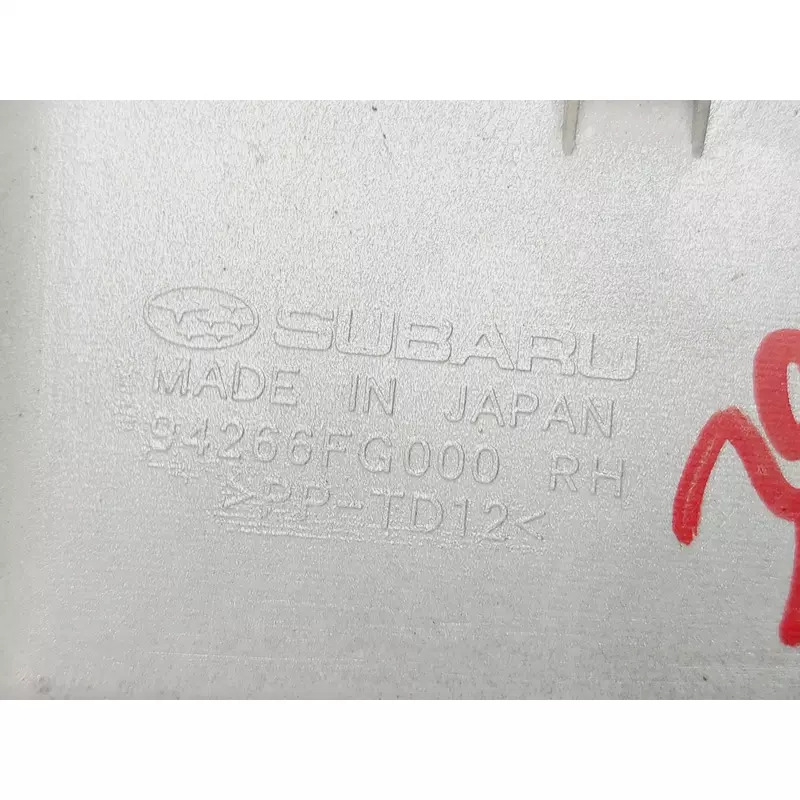 SUBARU
MADE IN JAPAN
94266FG000 RH
>PP-TD12<